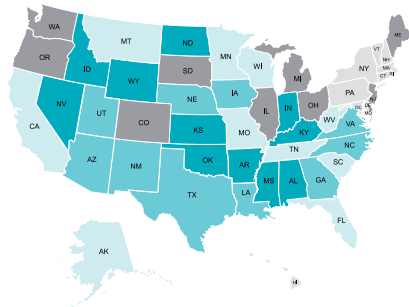 WA
ME
MT
ND
VT
OR
MN
NH
ID
SD
WI
NY
MA
WY
MI
CT
RI
IA
PA
NE
NJ
NV
OH
IL
IN
DE
UT
DC
MD
CO
WV
VA
CA
KS
MO
KY
NC
TN
OK
AZ
NM
AR
SC
MS
AL
GA
TX
LA
FL
AK
HI